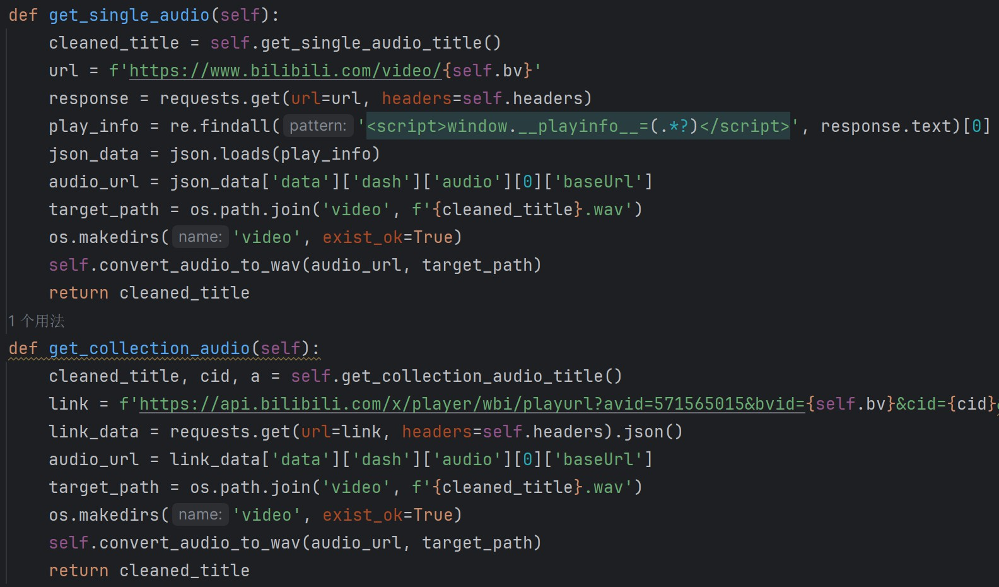 def get_single_audio(self):
    cleaned_title = self.get_single_audio_title()
    url = f'https://www.bilibili.com/video/{self.bv}'
    response = requests.get(url=url, headers=self.headers)
    play_info = re.findall( pattern: '<script>window.__playinfo__=(.*?)</script>', response.text)[0]
    json_data = json.loads(play_info)
    audio_url = json_data['data']['dash']['audio'][0]['baseUrl']
    target_path = os.path.join('video', f'{cleaned_title}.wav')
    os.makedirs( name: 'video', exist_ok=True)
    self.convert_audio_to_wav(audio_url, target_path)
    return cleaned_title
1 个用法
def get_collection_audio(self):
    cleaned_title, cid, a = self.get_collection_audio_title()
    link = f'https://api.bilibili.com/x/player/wbi/playurl?avid=571565015&bvid={self.bv}&cid={cid}
    link_data = requests.get(url=link, headers=self.headers).json()
    audio_url = link_data['data']['dash']['audio'][0]['baseUrl']
    target_path = os.path.join('video', f'{cleaned_title}.wav')
    os.makedirs( name: 'video', exist_ok=True)
    self.convert_audio_to_wav(audio_url, target_path)
    return cleaned_title